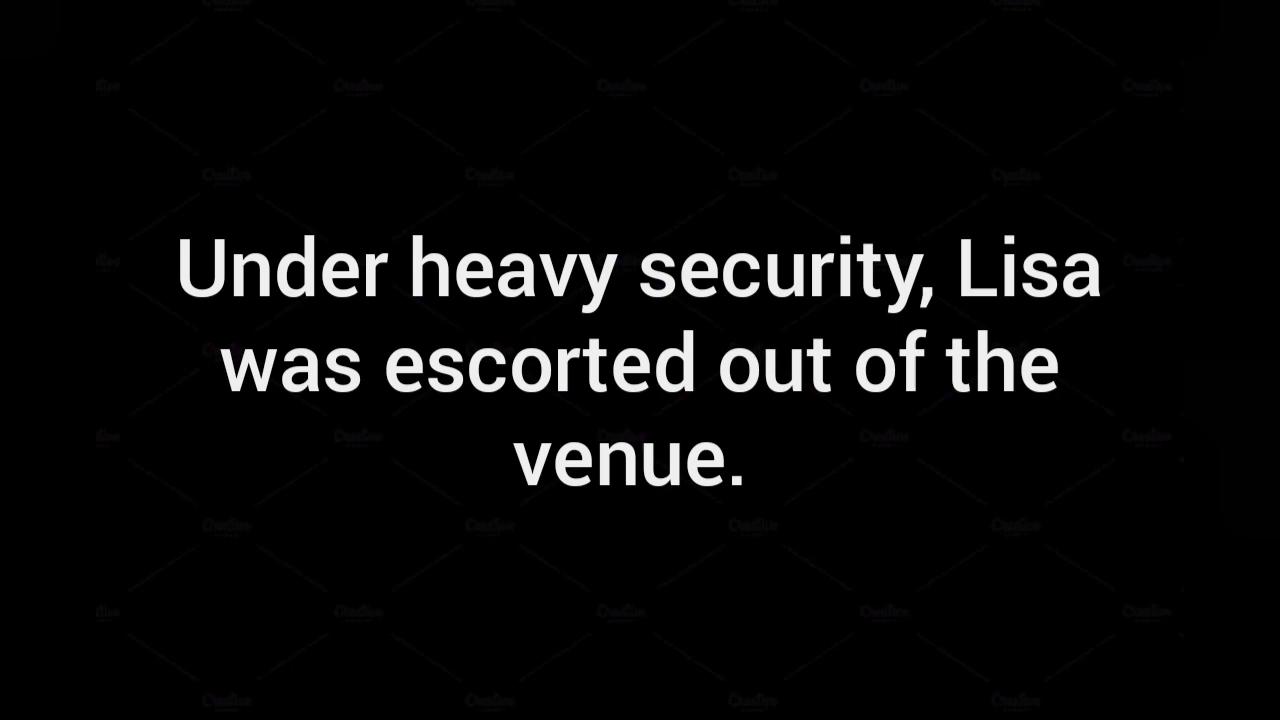 Under heavy security, Lisa
was escorted out of the
venue.